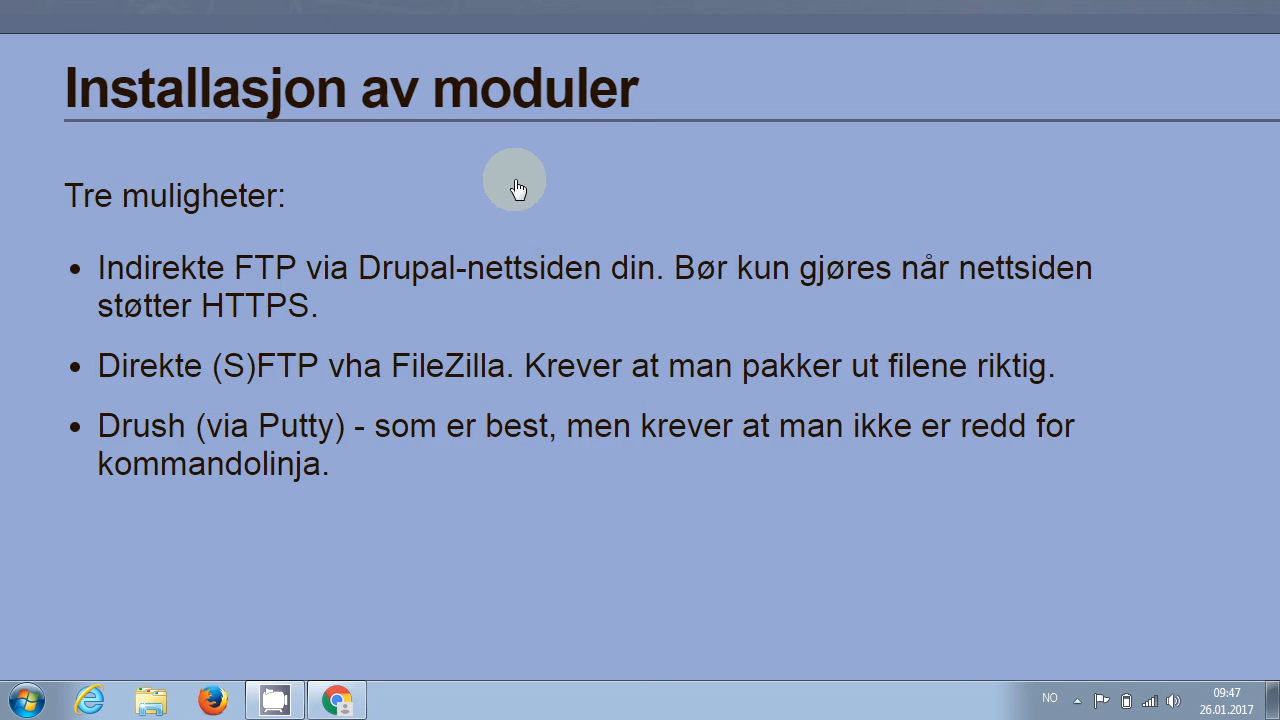 Installasjon av moduler
Tre muligheter:
• Indirekte FTP via Drupal-nettsiden din. Bør kun gjøres når nettsiden
støtter HTTPS.
• Direkte (S)FTP vha FileZilla. Krever at man pakker ut filene riktig.
• Drush (via Putty) - som er best, men krever at man ikke er redd for
kommandolinja.
NO
09:47
26.01.2017